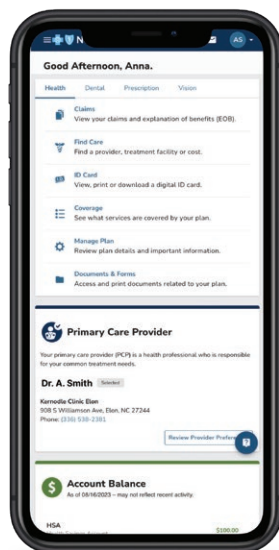 N
AS
Good Afternoon, Anna.
Health Dental Prescription Vision
Claims
View your claims and explanation of benefits (EOB).
Find Care
Find a provider, treatment facility or cost.
ID Card
View, print or download a digital ID card.
Coverage
See what services are covered by your plan.
Manage Plan
Review plan details and important information.
Documents & Forms
Access and print documents related to your plan.
Primary Care Provider
Your primary care provider (PCP) is a health professional who is responsible
for your common treatment needs.
Dr. A. Smith Selected
Kernodle Clinic Elon
908 S Williamson Ave, Elon, NC 27244
Phone: (336) 538-2381
Review Provider
Account Balance
As of 08/16/2023 – may not reflect recent activity.
HSA
$100.00